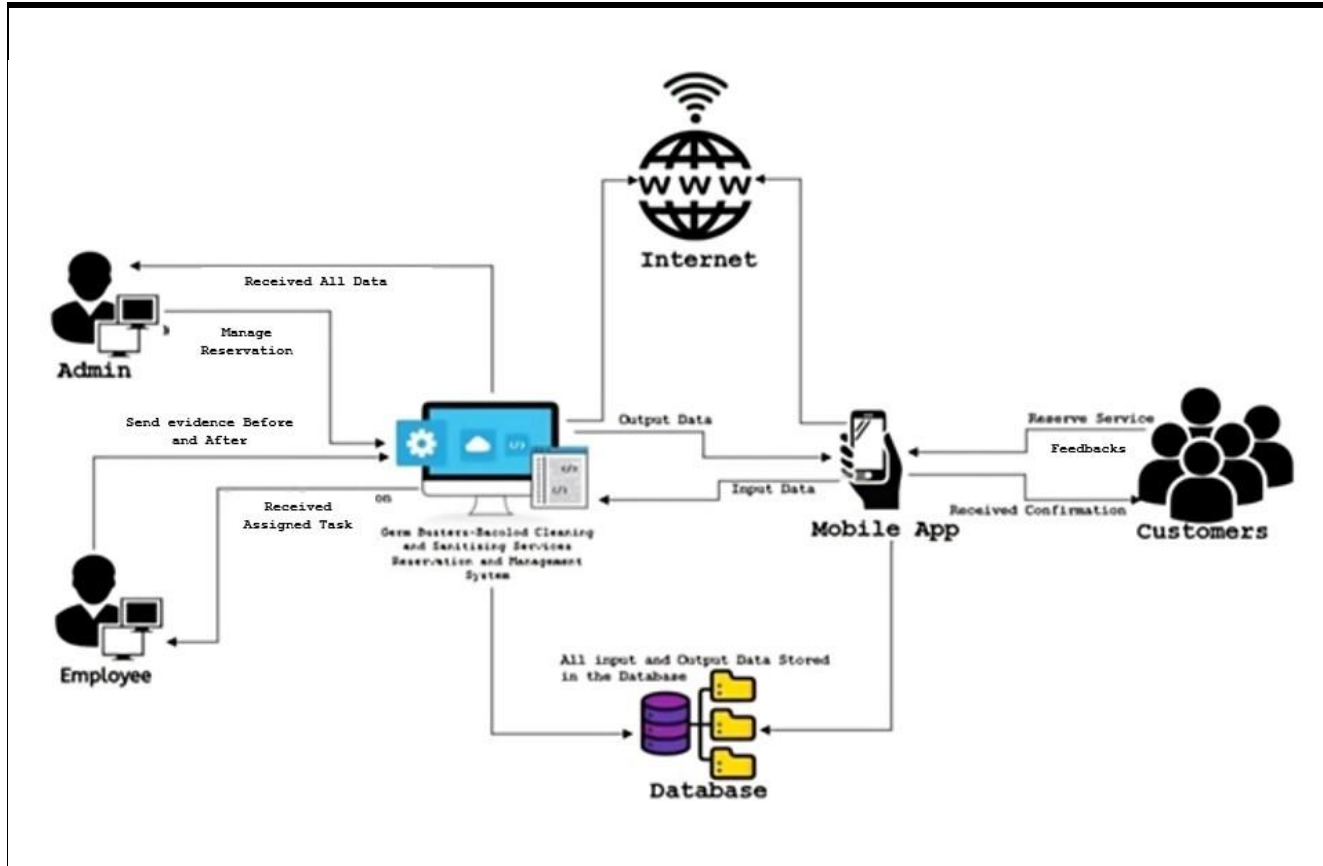 WWW
Internet
Received All Data
Manage
Reservation
Admin
Send evidence Before
and After
Output Data
Reserve Service
Feedbacks
on
Input Data
Received
Assigned Task
Received Confirmation
Mobile App
Customers
Germ Busters-Bacolod Cleaning
and Sanitizing Services
Reservation and Management
System
Employee
All input and Output Data Stored
in the Database
Database